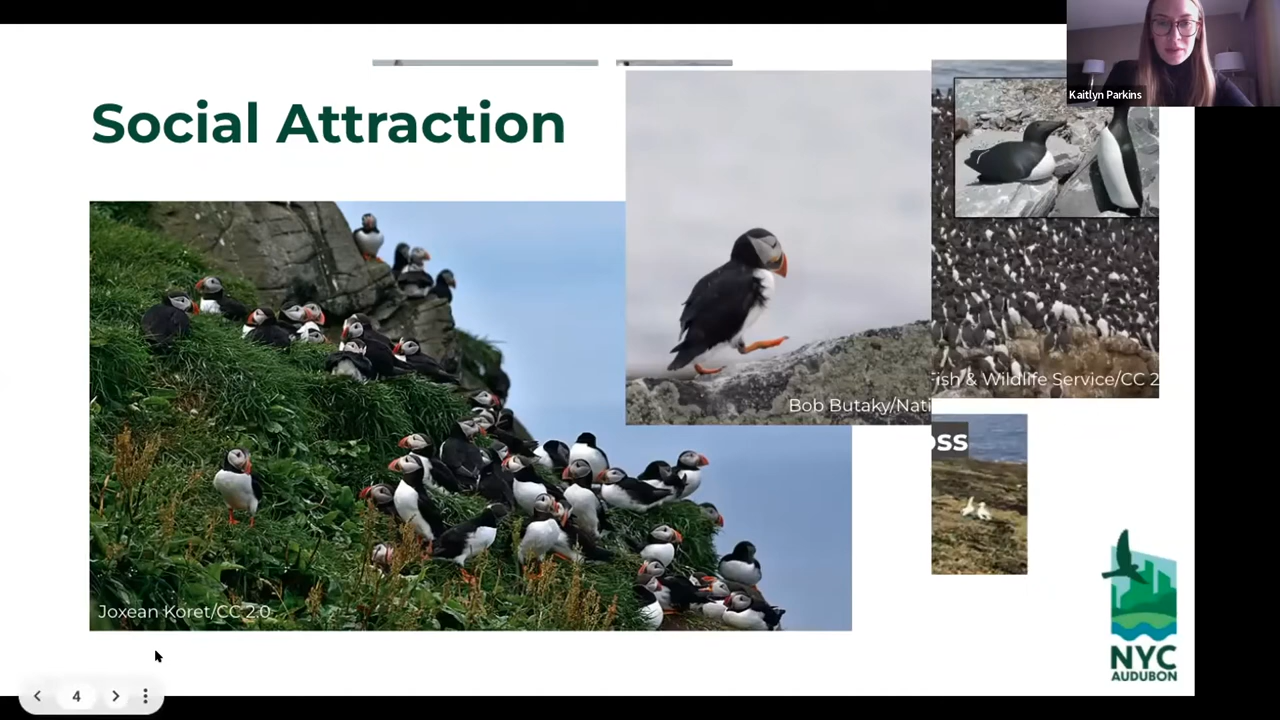 Kaitlyn Parkins
Social Attraction
Fish & Wildlife Service/CC 2
Bob Butaky/Nati
oss
Joxean Koret/CC 2.0
NYC
AUDUBON
4